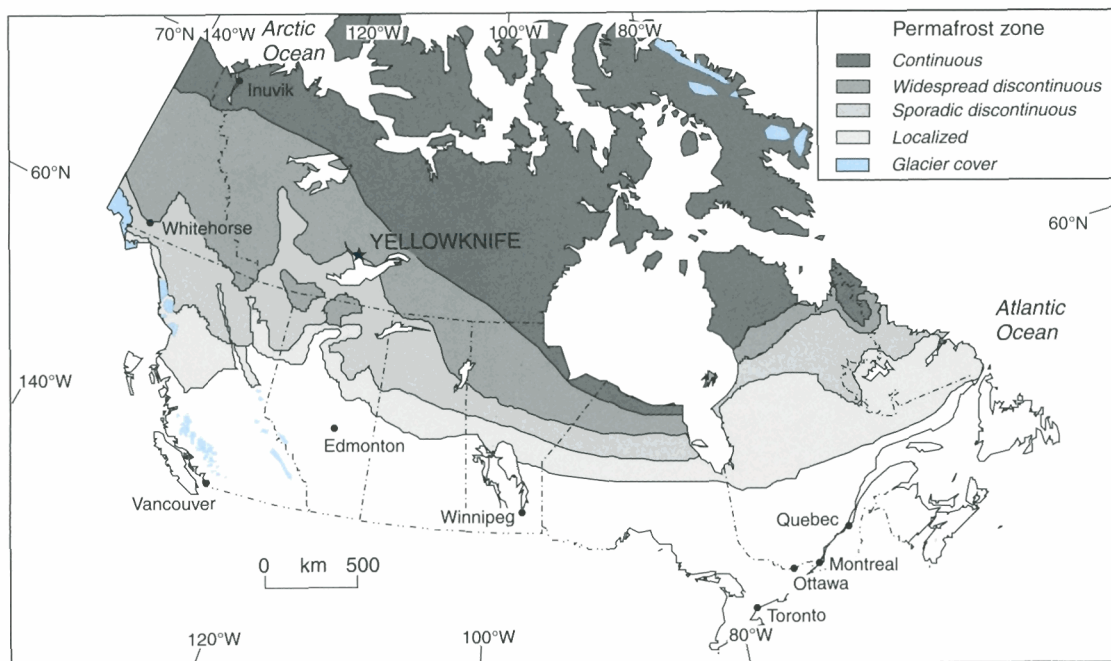 70°N
140°W
Arctic
Ocean
120°W
100°W
80°W
Permafrost zone
Continuous
Widespread discontinuous
Sporadic discontinuous
Localized
Glacier cover
Inuvik
60°N
60°N
Whitehorse
YELLOWKNIFE
Atlantic
Ocean
140°W
Edmonton
Vancouver
Winnipeg
Quebec
Montreal
Ottawa
Toronto
0 km 500
120°W
100°W
80°W